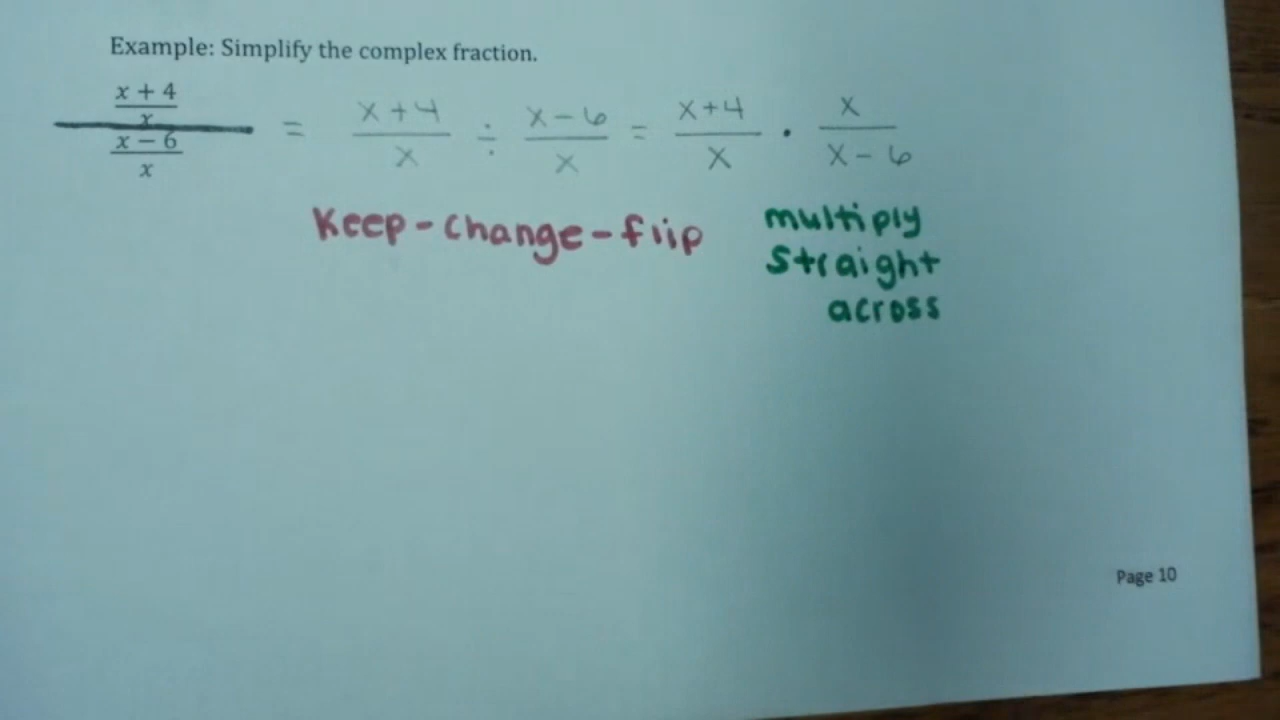 Example: Simplify the complex fraction.
x + 4 / x / x − 6 / x = x+4 / x ÷ x−6 / x = x+4 / x · x / x−6
Keep-change-flip
multiply
straight
across
Page 10